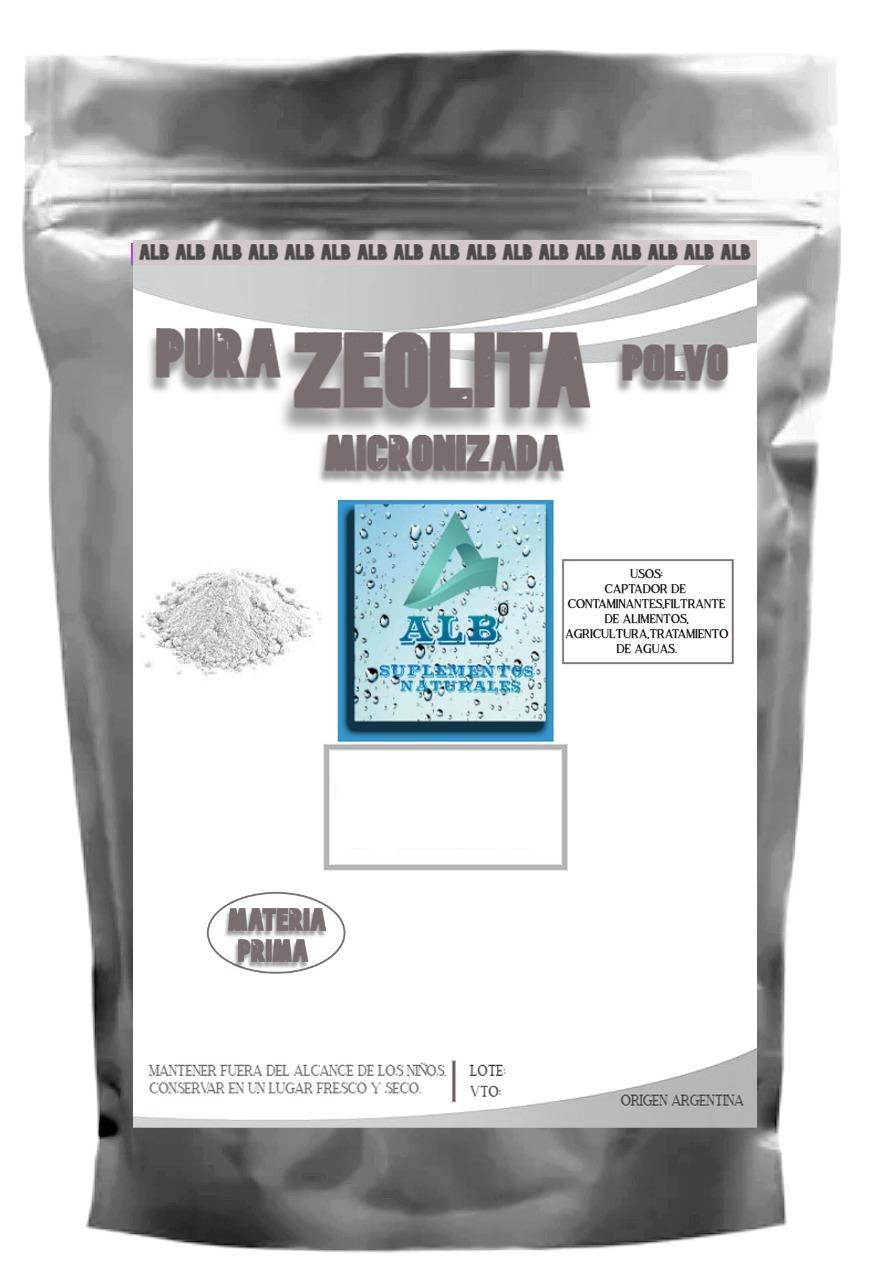 ALB ALB ALB ALB ALB ALB ALB ALB ALB ALB ALB ALB ALB ALB ALB ALB ALB
PURA ZEOLITA POLVO
MICRONIZADA
ALB®
SUPLEMENTOS
NATURALES
USOS:
CAPTADOR DE
CONTAMINANTES,FILTRANTE
DE ALIMENTOS,
AGRICULTURA,TRATAMIENTO
DE AGUAS.
MATERIA
PRIMA
MANTENER FUERA DEL ALCANCE DE LOS NIÑOS.
CONSERVAR EN UN LUGAR FRESCO Y SECO.
LOTE:
VTO:
ORIGEN ARGENTINA